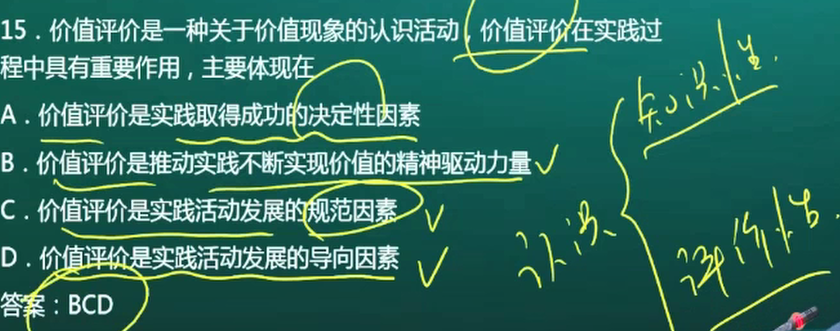 15．价值评价是一种关于价值现象的认识活动，价值评价在实践过
程中具有重要作用，主要体现在
A．价值评价是实践取得成功的决定性因素
B．价值评价是推动实践不断实现价值的精神驱动力量
C．价值评价是实践活动发展的规范因素
D．价值评价是实践活动发展的导向因素
答案：BCD
认识
知识性
评价性